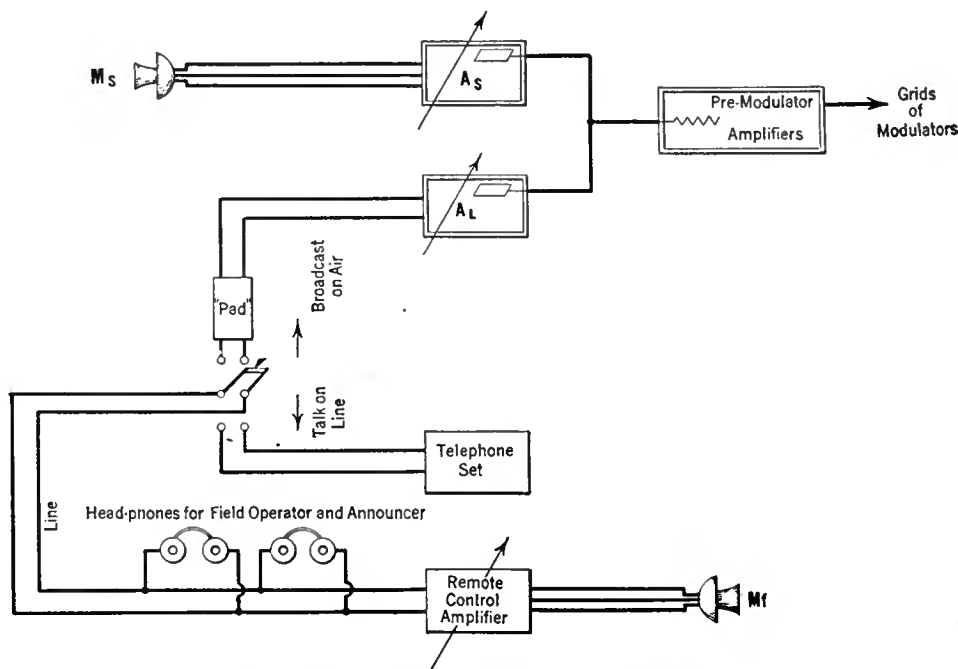 Ms
As
Pre-Modulator
Amplifiers
Grids
of
Modulators
AL
"Pad"
Broadcast
on Air
Talk on
Line
Telephone
Set
Line
Head-phones for Field Operator and Announcer
Remote
Control
Amplifier
Mf